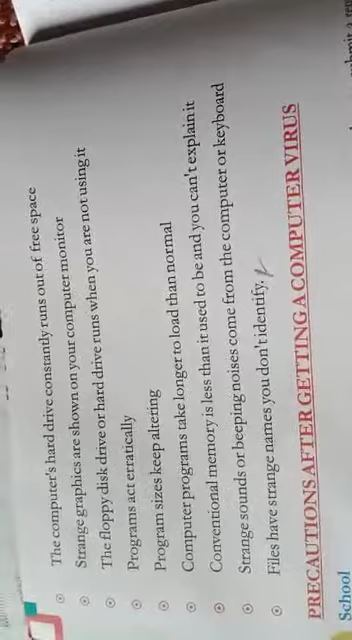 The computer's hard drive constantly runs out of free space
Strange graphics are shown on your computer monitor
The floppy disk drive or hard drive runs when you are not using it
Programs act erratically
Program sizes keep altering
Computer programs take longer to load than normal
Conventional memory is less than it used to be and you can't explain it
Strange sounds or beeping noises come from the computer or keyboard
Files have strange names you don't identify.
PRECAUTIONS AFTER GETTING A COMPUTER VIRUS
School